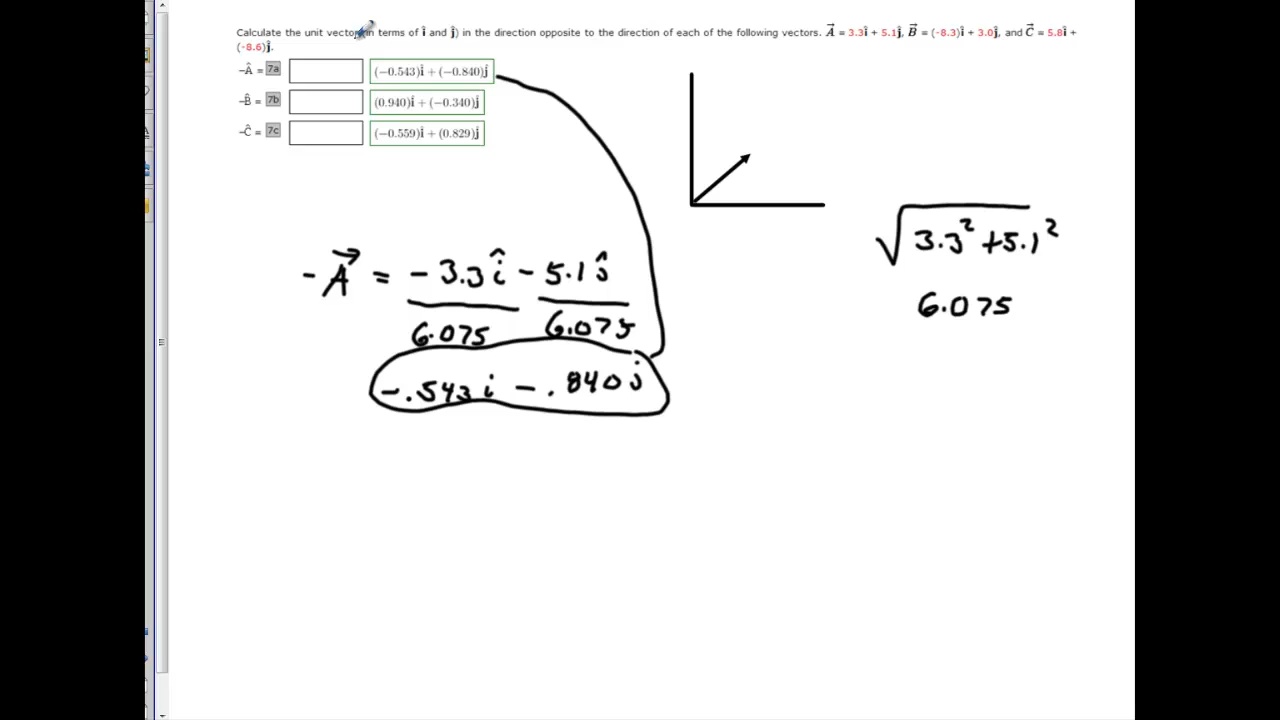 Calculate the unit vectors in terms of î and ĵ) in the direction opposite to the direction of each of the following vectors. A⃗ = 3.3î + 5.1ĵ, B⃗ = (-8.3)î + 3.0ĵ, and C⃗ = 5.8î +
(-8.6)ĵ.
-Â = 7a (−0.543)î + (−0.840)ĵ
-B̂ = 7b (0.940)î + (−0.340)ĵ
-Ĉ = 7c (−0.559)î + (0.829)ĵ
√3.3² + 5.1²
-A⃗ = - 3.3 î - 5.1 ĵ
6.075
6.075 6.075
-.543 i - .840 j